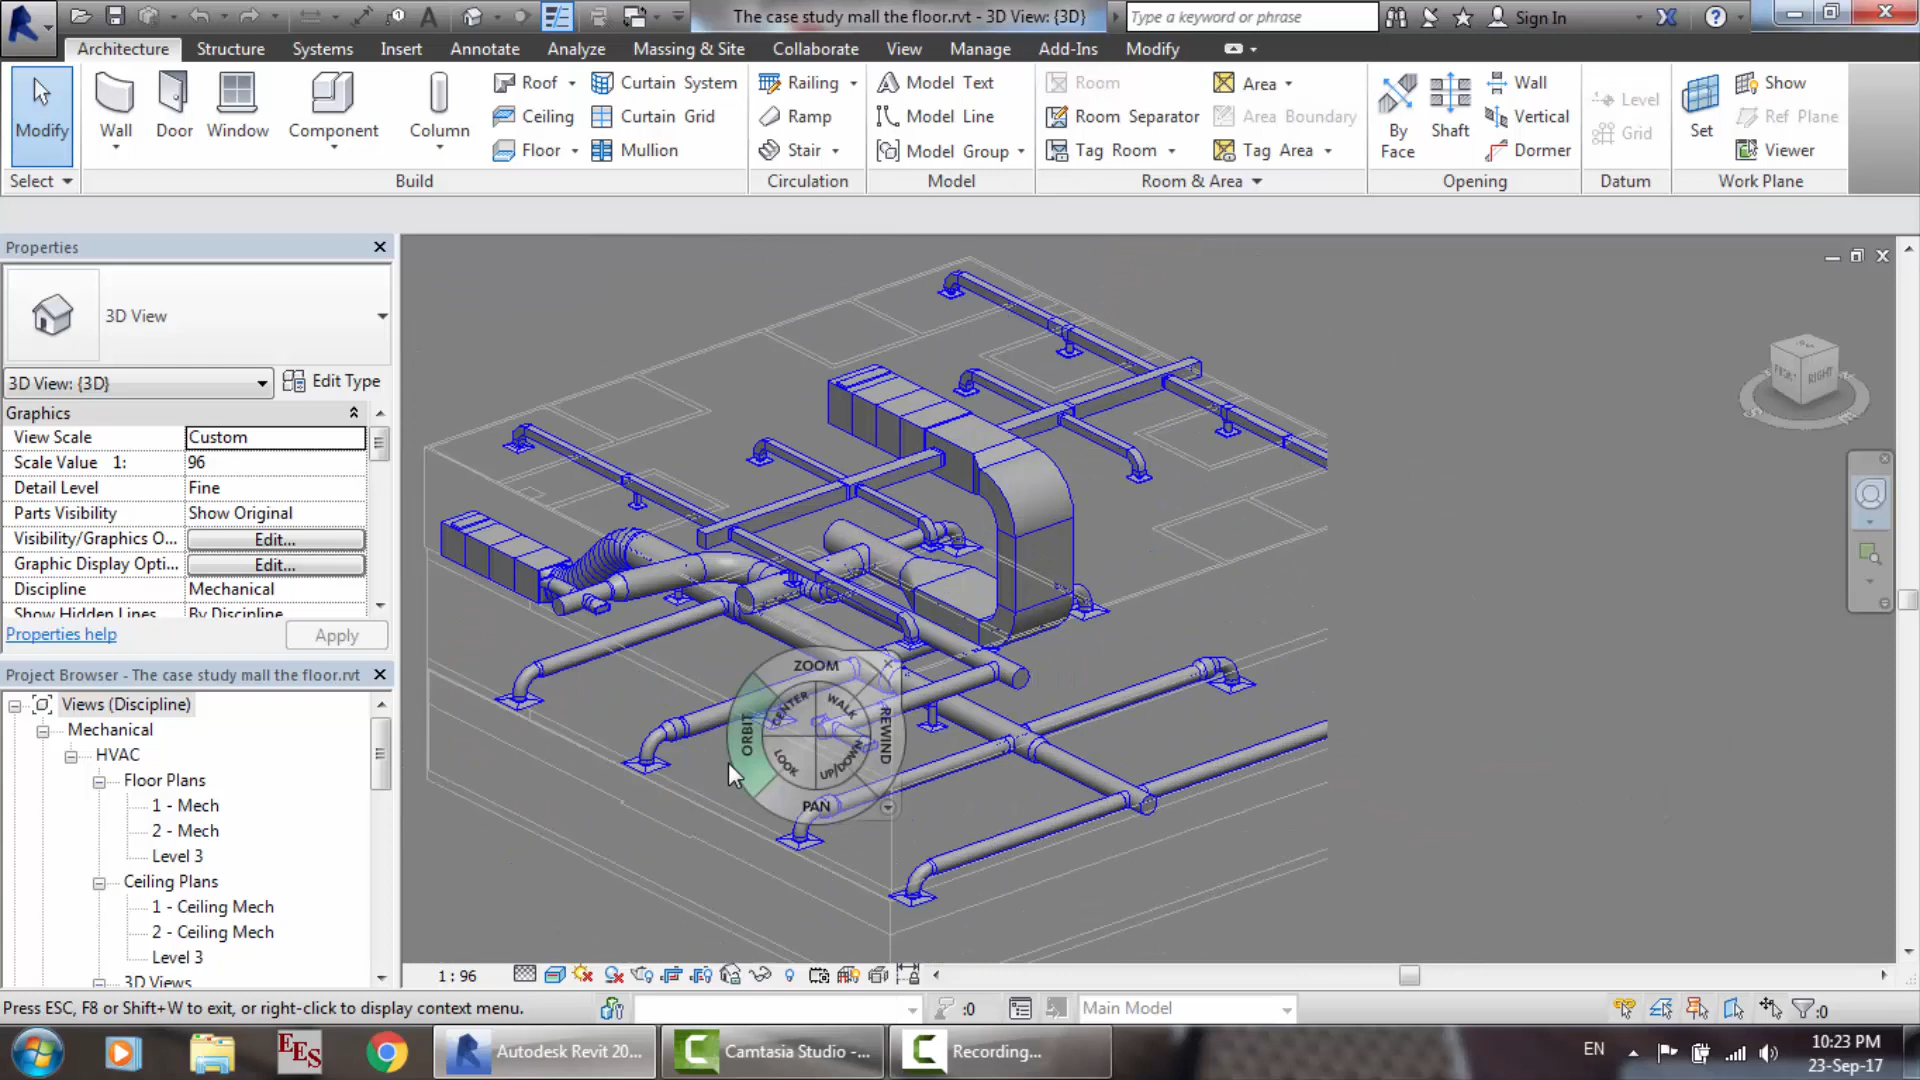 The case study mall the floor.rvt - 3D View: {3D}
Type a keyword or phrase
Sign In
Architecture Structure Systems Insert Annotate Analyze Massing & Site Collaborate View Manage Add-Ins Modify
Modify
Wall
Door
Window
Component
Column
Roof
Ceiling
Floor
Curtain System
Curtain Grid
Mullion
Railing
Ramp
Stair
Model Text
Model Line
Model Group
Room
Room Separator
Tag Room
Area
Area Boundary
Tag Area
By Face
Shaft
Wall
Vertical
Dormer
Level
Grid
Set
Show
Ref Plane
Viewer
Select Build Circulation Model Room & Area Opening Datum Work Plane
Properties
3D View
3D View: {3D} Edit Type
Graphics
View Scale Custom
Scale Value 1: 96
Detail Level Fine
Parts Visibility Show Original
Visibility/Graphics O... Edit...
Graphic Display Opti... Edit...
Discipline Mechanical
Show Hidden Lines By Discipline
Properties help Apply
Project Browser - The case study mall the floor.rvt
Views (Discipline)
Mechanical
HVAC
Floor Plans
1 - Mech
2 - Mech
Level 3
Ceiling Plans
1 - Ceiling Mech
2 - Ceiling Mech
Level 3
3D Views
RIGHT
ZOOM
CENTER
WALK
REWIND
ORBIT
LOOK
UP/DOWN
PAN
1 : 96
Press ESC, F8 or Shift+W to exit, or right-click to display context menu.
:0
Main Model
:0
EES
Autodesk Revit 20...
Camtasia Studio -...
Recording...
EN
10:23 PM
23-Sep-17